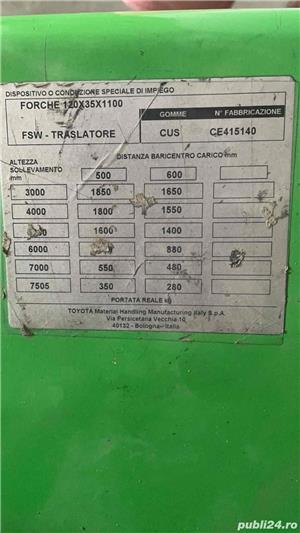 DISPOSITIVO O CONDIZIONE SPECIALE DI IMPIEGO
FORCHE 120X35X1100
GOMME N° FABBRICAZIONE
FSW - TRASLATORE CUS CE415140
ALTEZZA SOLLEVAMENTO mm
DISTANZA BARICENTRO CARICO mm
500 600
3000 1850 1650
4000 1800 1550
1600 1400
6000 880
7000 550 480
7505 350 280
PORTATA REALE kg
TOYOTA Material Handling Manufacturing Italy S.p.A.
Via Persicetana Vecchia 10
40132 - Bologna - Italia
publi24.ro